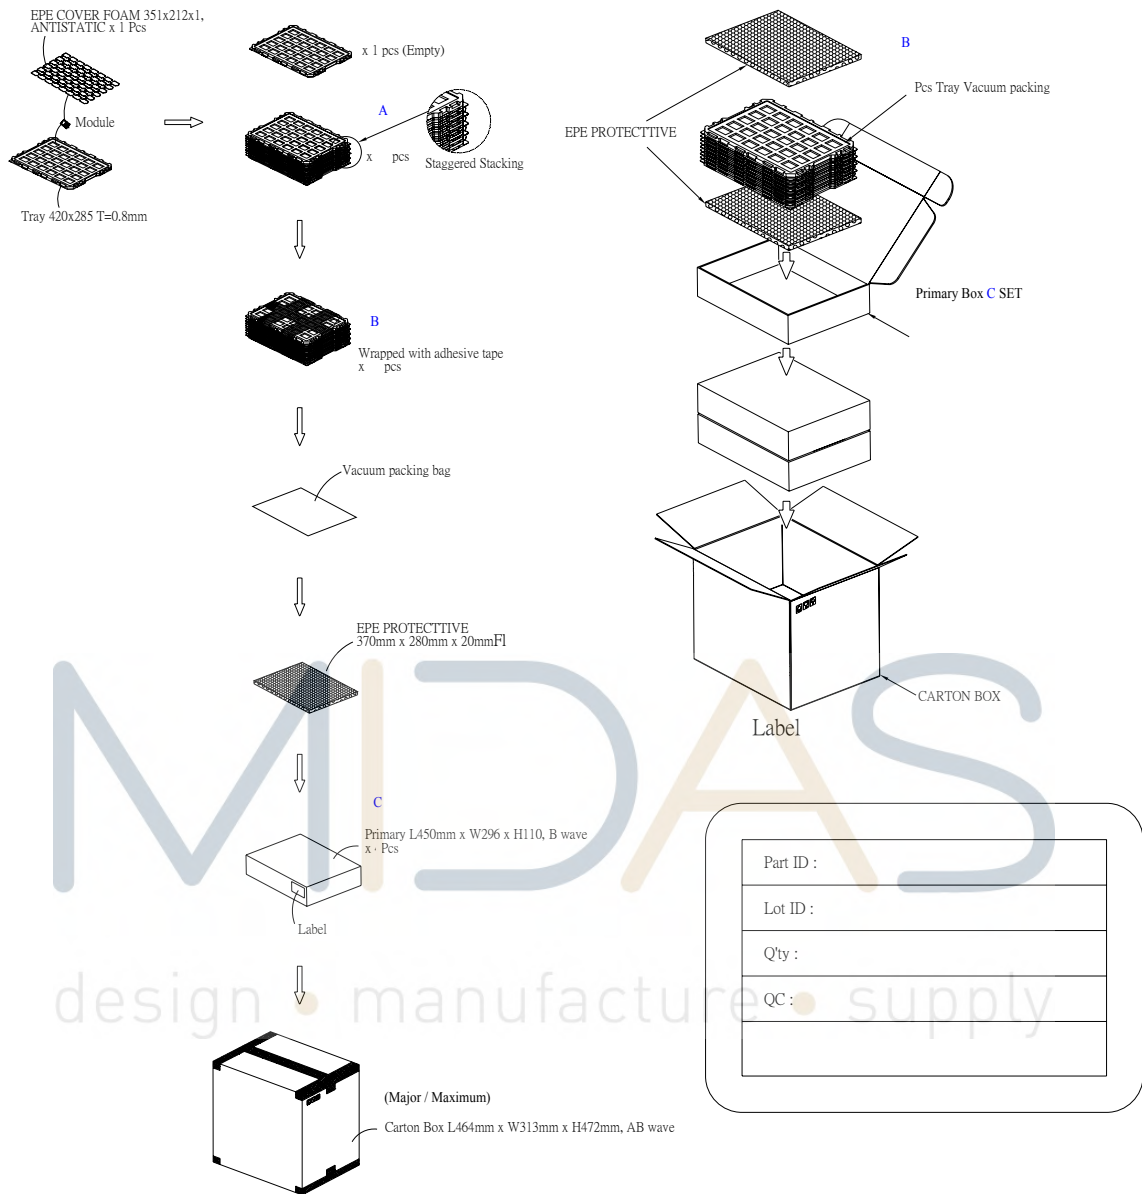 EPE COVER FOAM 351x212x1,
ANTISTATIC x 1 Pcs
Module
Tray 420x285 T=0.8mm
x 1 pcs (Empty)
A
x pcs
Staggered Stacking
B
Wrapped with adhesive tape
x pcs
Vacuum packing bag
EPE PROTECTTIVE
370mm x 280mm x 20mmFl
C
Primary L450mm x W296 x H110, B wave
x Pcs
Label
(Major / Maximum)
Carton Box L464mm x W313mm x H472mm, AB wave
B
Pcs Tray Vacuum packing
EPE PROTECTTIVE
Primary Box C SET
CARTON BOX
Label
Part ID :
Lot ID :
Q'ty :
QC :
MIDAS
design • manufacture • supply